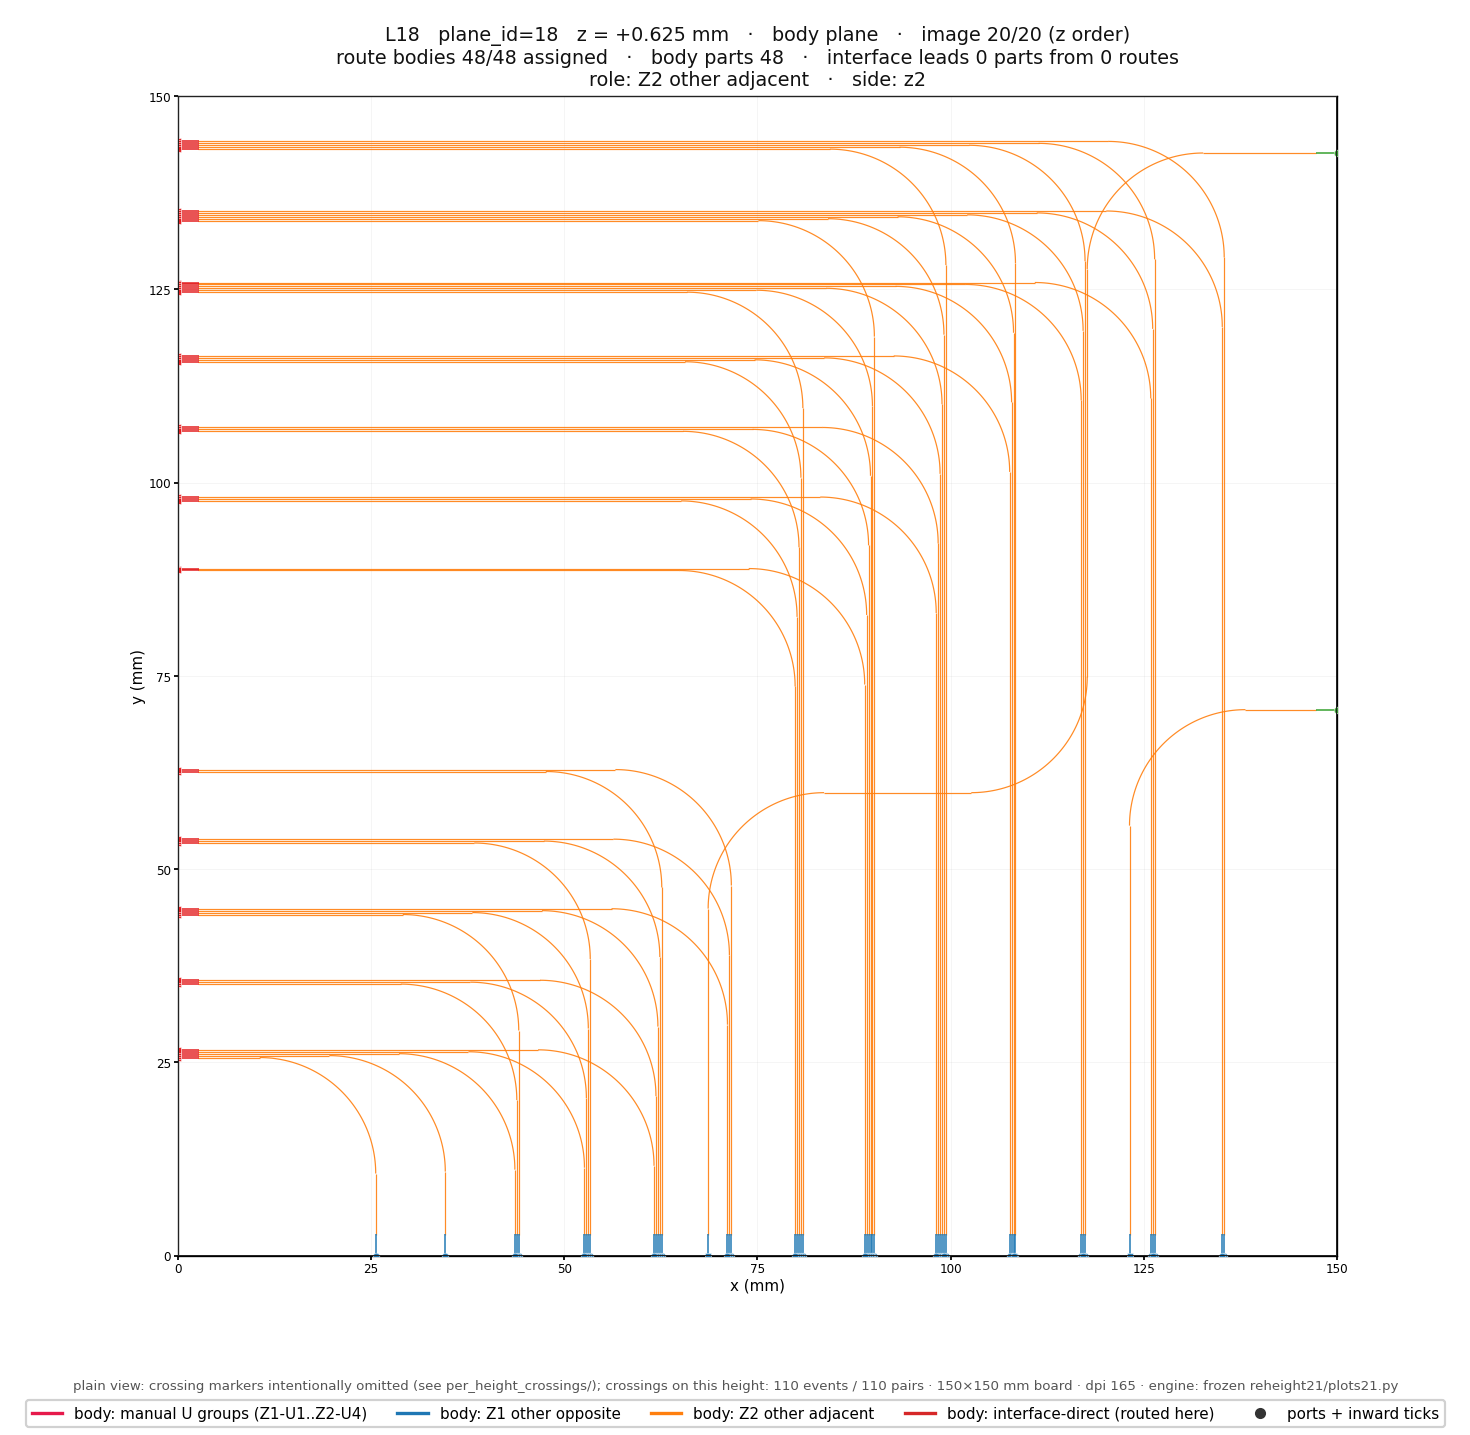 L18   plane_id=18   z = +0.625 mm   ·   body plane   ·   image 20/20 (z order)
route bodies 48/48 assigned   ·   body parts 48   ·   interface leads 0 parts from 0 routes
role: Z2 other adjacent   ·   side: z2
150
125
100
75
50
25
0
y (mm)
0 25 50 75 100 125 150
x (mm)
plain view: crossing markers intentionally omitted (see per_height_crossings/); crossings on this height: 110 events / 110 pairs · 150×150 mm board · dpi 165 · engine: frozen reheight21/plots21.py
body: manual U groups (Z1-U1..Z2-U4) body: Z1 other opposite body: Z2 other adjacent body: interface-direct (routed here) ports + inward ticks